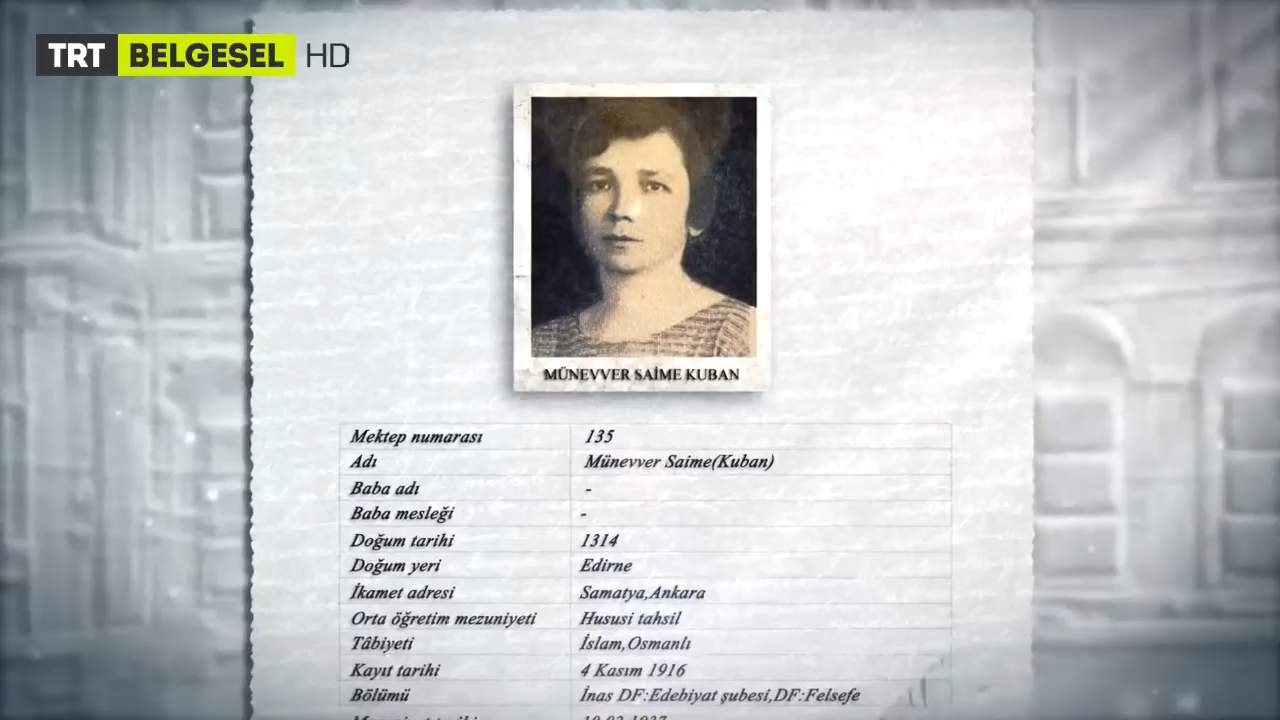 TRT BELGESEL HD
MÜNEVVER SAİME KUBAN
Mektep numarası 135
Adı Münevver Saime(Kuban)
Baba adı -
Baba mesleği -
Doğum tarihi 1314
Doğum yeri Edirne
İkamet adresi Samatya,Ankara
Orta öğretim mezuniyeti Hususi tahsil
Tâbiyeti İslam,Osmanlı
Kayıt tarihi 4 Kasım 1916
Bölümü İnas DF:Edebiyat şubesi,DF:Felsefe